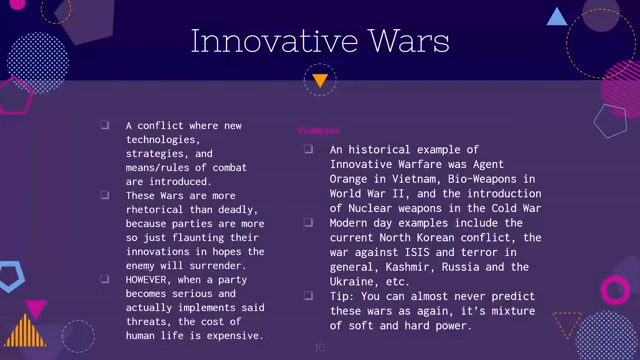 Innovative Wars
❏ A conflict where new
technologies,
strategies, and
means/rules of combat
are introduced.
❏ These Wars are more
rhetorical than deadly,
because parties are more
so just flaunting their
innovations in hopes the
enemy will surrender.
❏ HOWEVER, when a party
becomes serious and
actually implements said
threats, the cost of
human life is expensive.
Examples
❏ An historical example of
Innovative Warfare was Agent
Orange in Vietnam, Bio-Weapons in
World War II, and the introduction
of Nuclear weapons in the Cold War
❏ Modern day examples include the
current North Korean conflict, the
war against ISIS and terror in
general, Kashmir, Russia and the
Ukraine, etc.
❏ Tip: You can almost never predict
these wars as again, it's mixture
of soft and hard power.
10